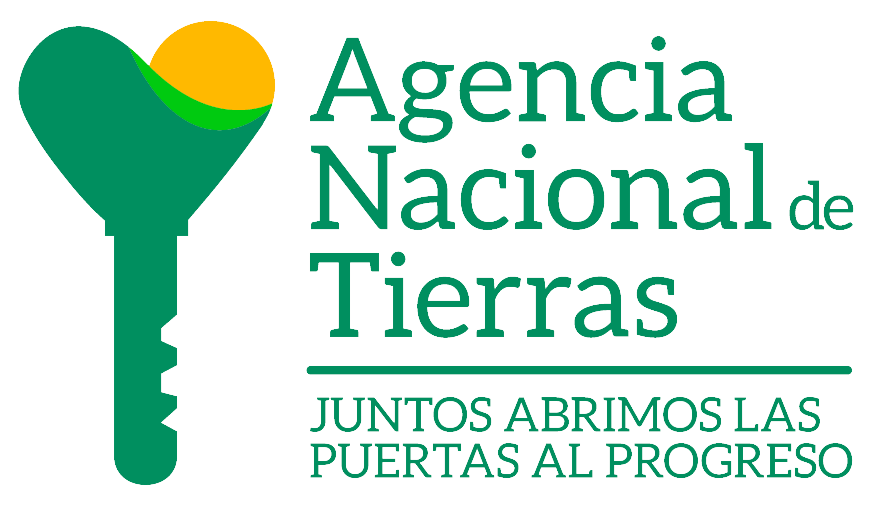 Agencia
Nacional de
Tierras
JUNTOS ABRIMOS LAS
PUERTAS AL PROGRESO